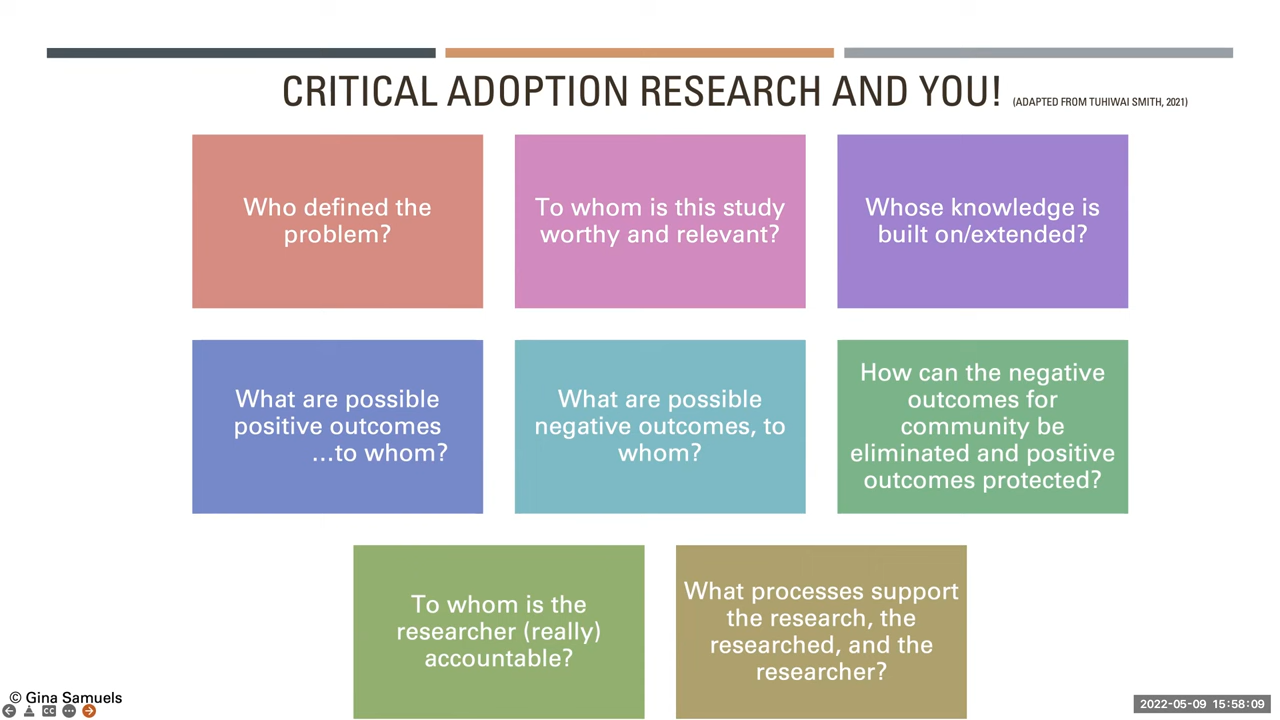 CRITICAL ADOPTION RESEARCH AND YOU! (ADAPTED FROM TUHIWAI SMITH, 2021)
Who defined the
problem?
To whom is this study
worthy and relevant?
Whose knowledge is
built on/extended?
What are possible
positive outcomes
...to whom?
What are possible
negative outcomes, to
whom?
How can the negative
outcomes for
community be
eliminated and positive
outcomes protected?
To whom is the
researcher (really)
accountable?
What processes support
the research, the
researched, and the
researcher?
© Gina Samuels
CC
2022-05-09 15:58:09